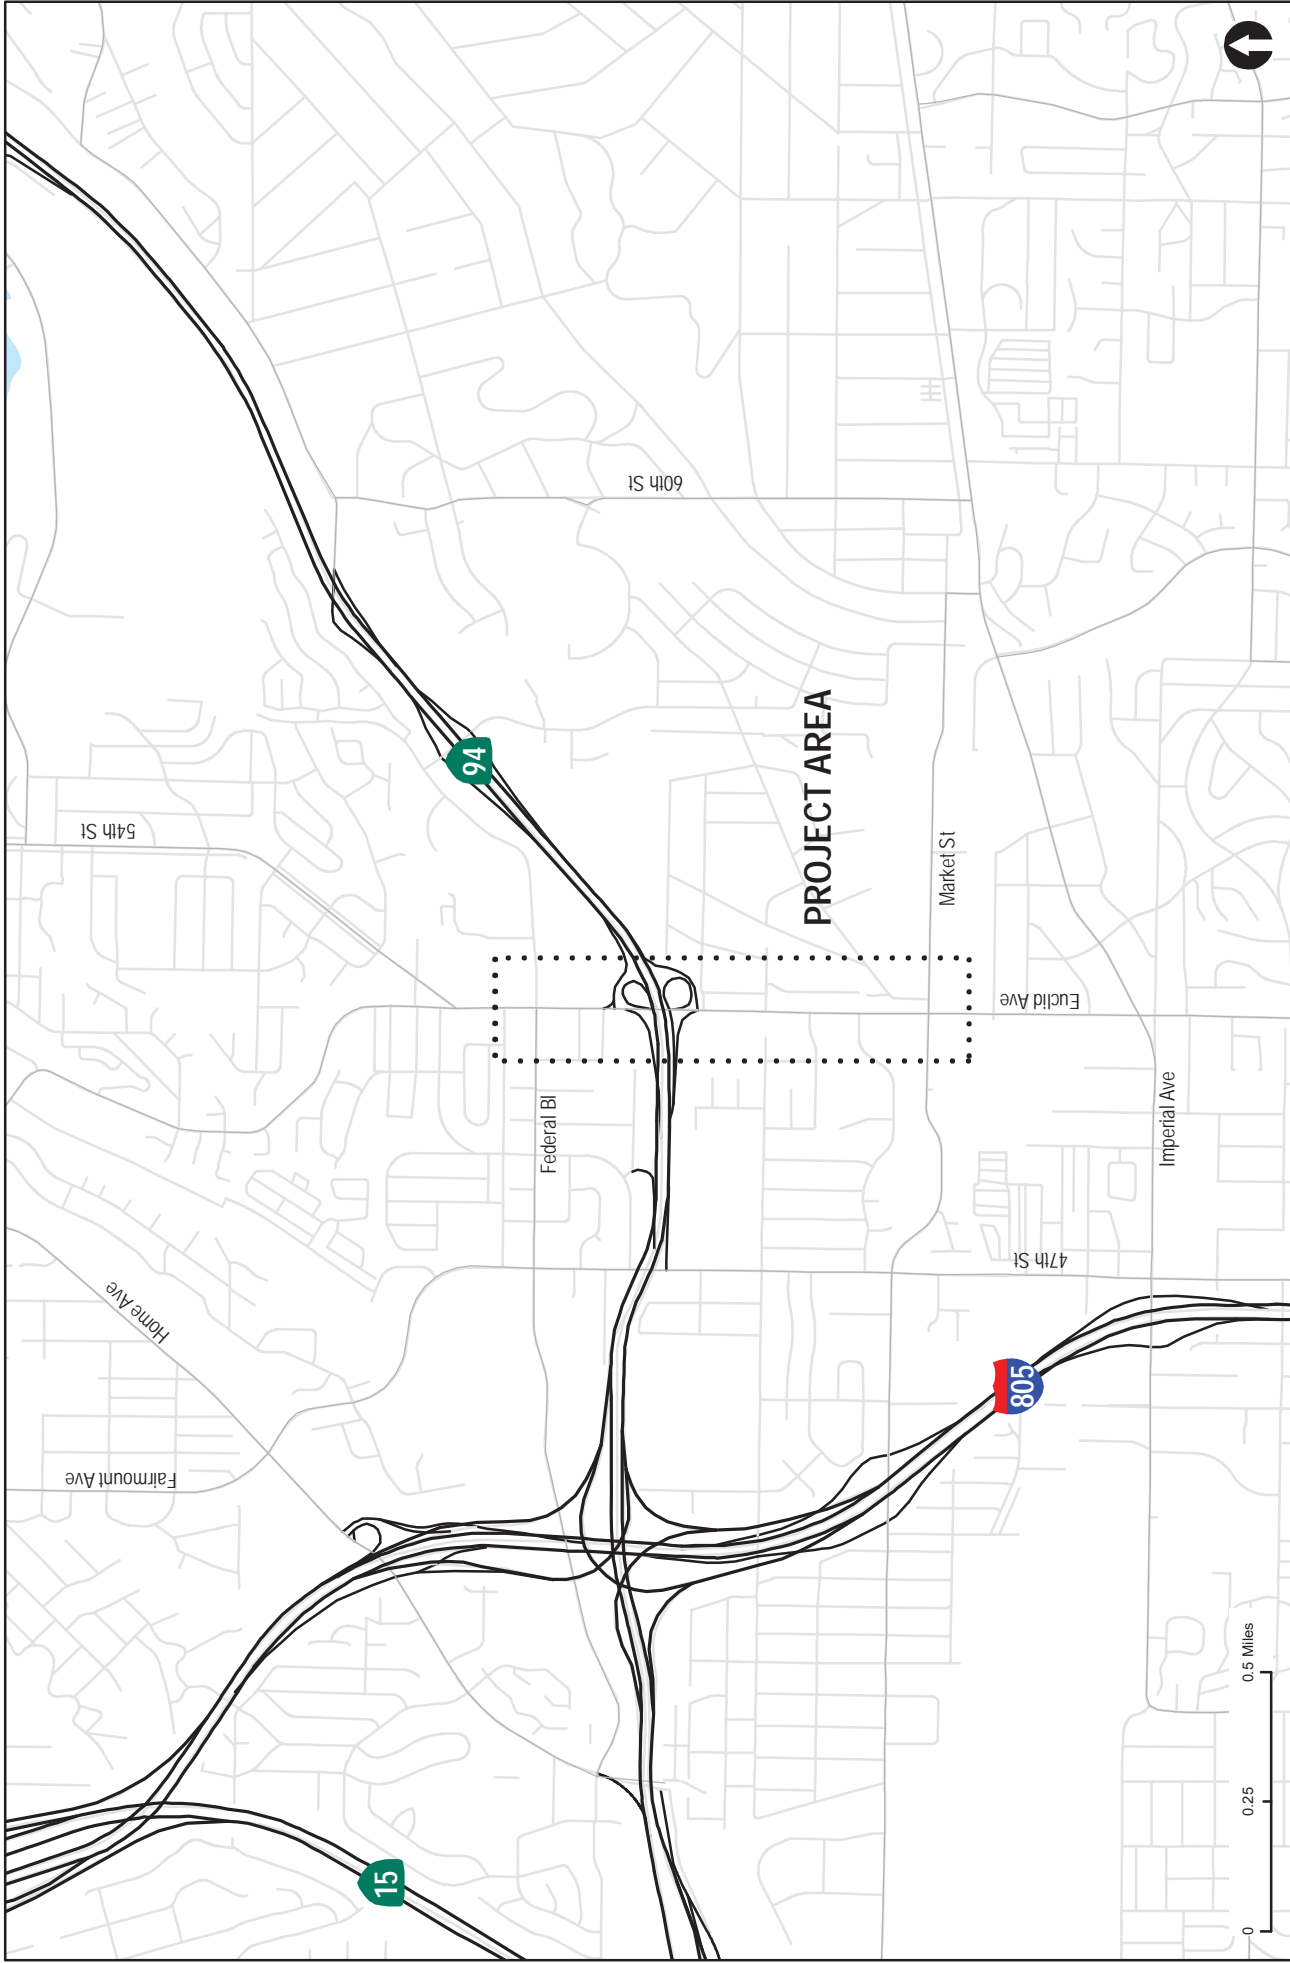 54th St
60th St
94
PROJECT AREA
Market St
Euclid Ave
Federal Bl
Imperial Ave
47th St
Home Ave
Fairmount Ave
805
15
0
0.25
0.5 Miles